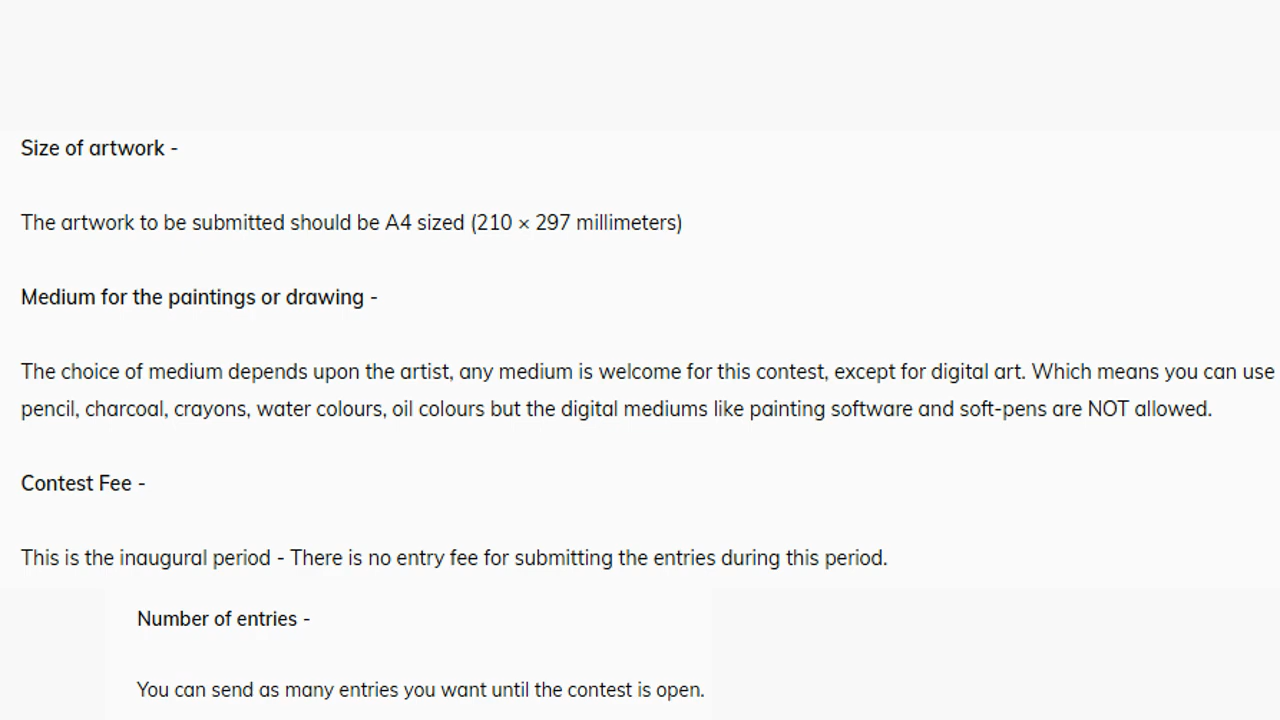 Size of artwork -
The artwork to be submitted should be A4 sized (210 × 297 millimeters)
Medium for the paintings or drawing -
The choice of medium depends upon the artist, any medium is welcome for this contest, except for digital art. Which means you can use
pencil, charcoal, crayons, water colours, oil colours but the digital mediums like painting software and soft-pens are NOT allowed.
Contest Fee -
This is the inaugural period - There is no entry fee for submitting the entries during this period.
Number of entries -
You can send as many entries you want until the contest is open.